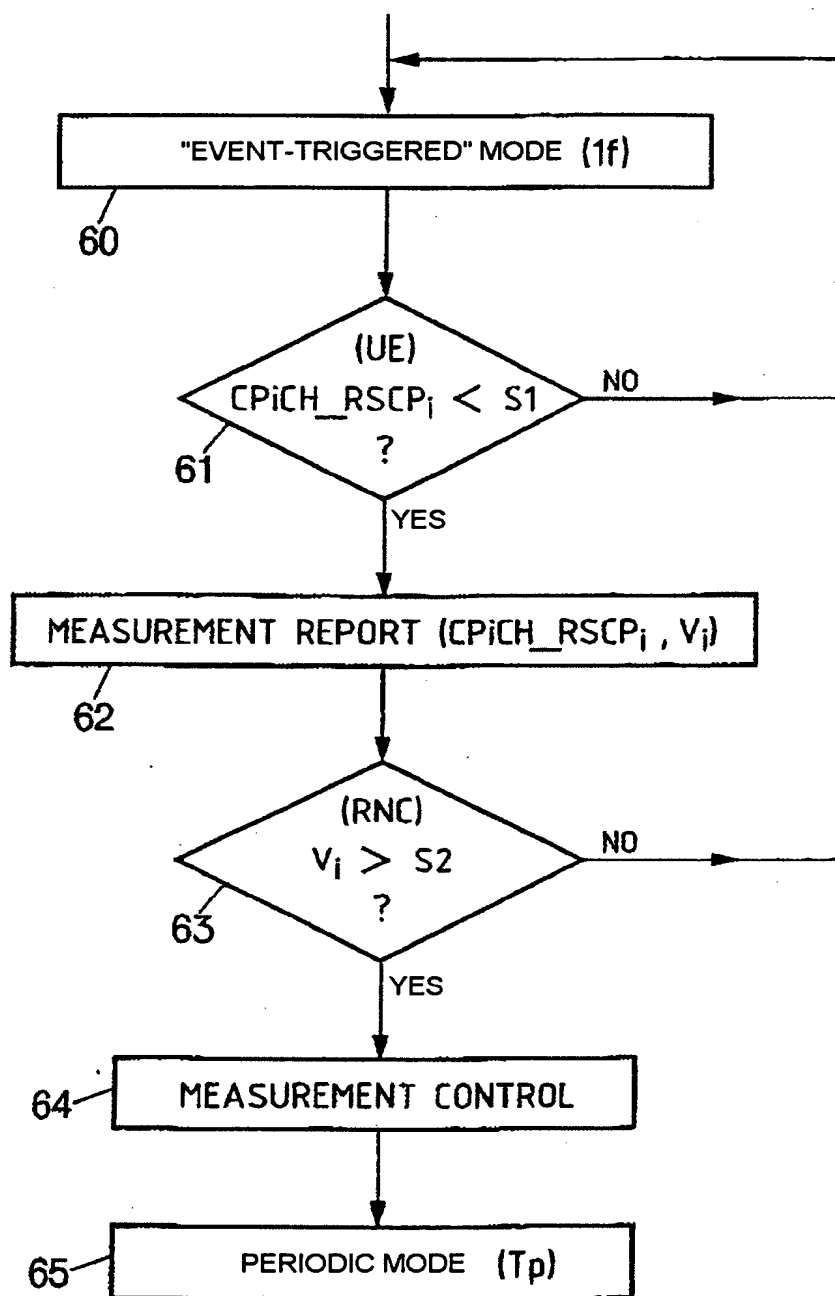 "EVENT-TRIGGERED" MODE (1f)
60
(UE)
CPiCH_RSCPi < S1
?
NO
61
YES
MEASUREMENT REPORT (CPiCH_RSCPi , Vi)
62
(RNC)
Vi > S2
?
NO
63
YES
64
MEASUREMENT CONTROL
65
PERIODIC MODE (Tp)